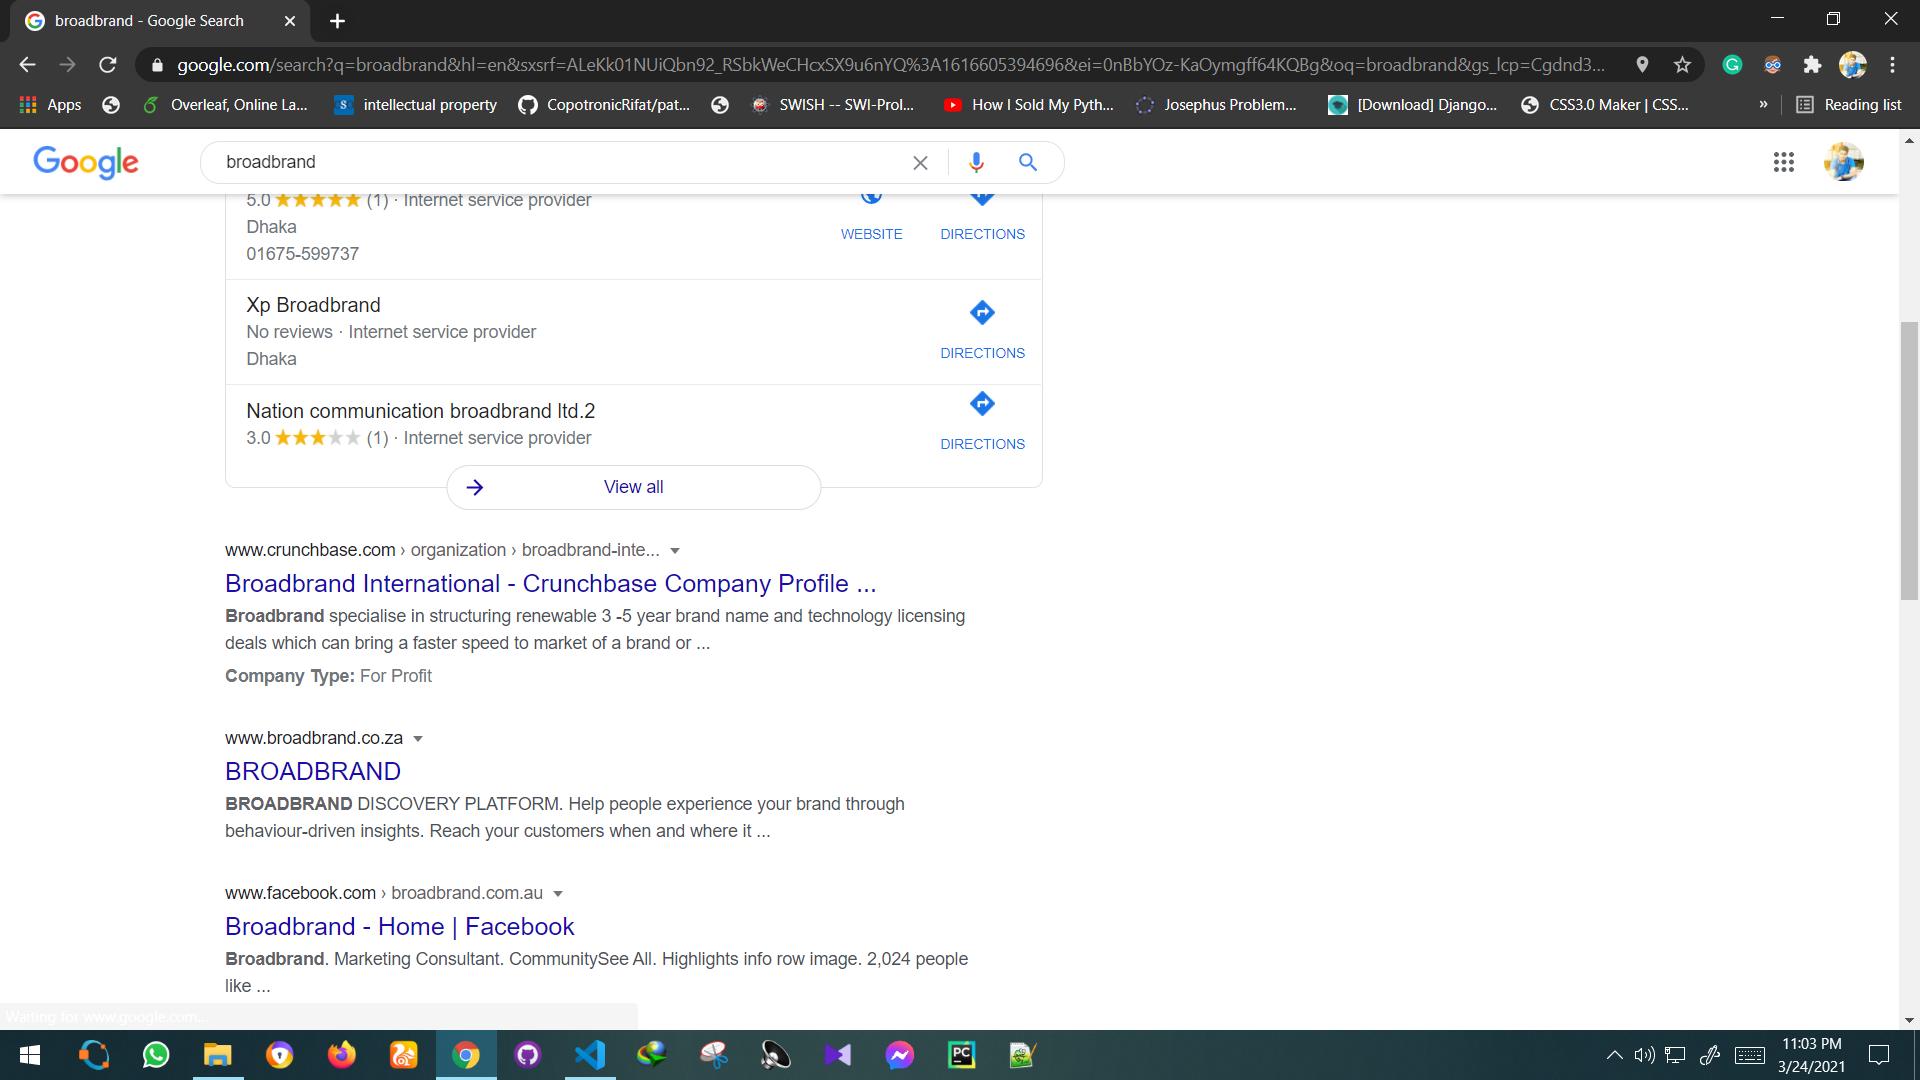 broadbrand - Google Search
google.com/search?q=broadbrand&hl=en&sxsrf=ALeKk01NUiQbn92_RSbkWeCHcxSX9u6nYQ%3A1616605394696&ei=0nBbYOz-KaOymgff64KQBg&oq=broadbrand&gs_lcp=Cgdnd3...
Apps Overleaf, Online La... intellectual property CopotronicRifat/pat... SWISH -- SWI-Prol... How I Sold My Pyth... Josephus Problem... [Download] Django... CSS3.0 Maker | CSS... » Reading list
Google broadbrand
5.0 (1) · Internet service provider
Dhaka
01675-599737
WEBSITE DIRECTIONS
Xp Broadbrand
No reviews · Internet service provider
Dhaka
DIRECTIONS
Nation communication broadbrand ltd.2
3.0 (1) · Internet service provider
DIRECTIONS
View all
www.crunchbase.com › organization › broadbrand-inte...
Broadbrand International - Crunchbase Company Profile ...
Broadbrand specialise in structuring renewable 3 -5 year brand name and technology licensing
deals which can bring a faster speed to market of a brand or ...
Company Type: For Profit
www.broadbrand.co.za
BROADBRAND
BROADBRAND DISCOVERY PLATFORM. Help people experience your brand through
behaviour-driven insights. Reach your customers when and where it ...
www.facebook.com › broadbrand.com.au
Broadbrand - Home | Facebook
Broadbrand. Marketing Consultant. CommunitySee All. Highlights info row image. 2,024 people
like ...
Waiting for www.google.com...
PC
11:03 PM
3/24/2021